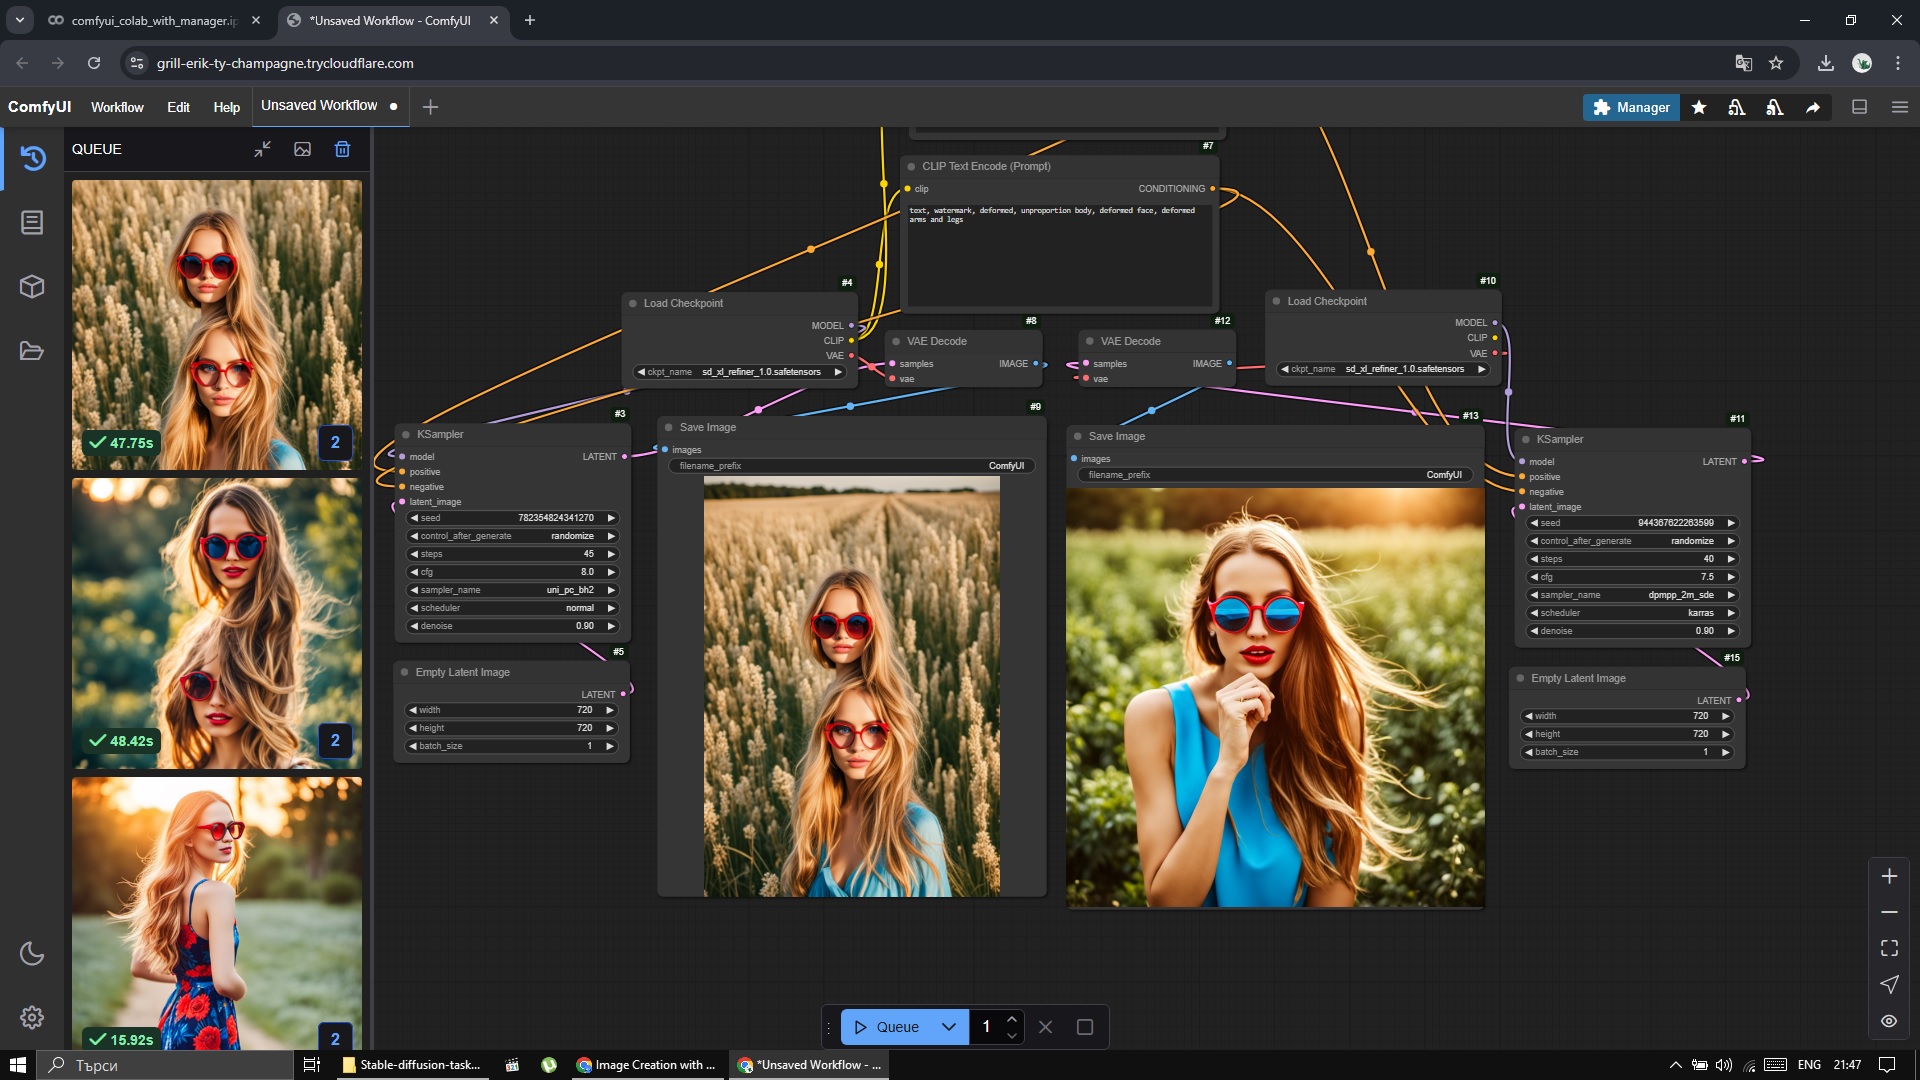 comfyui_colab_with_manager.ip
*Unsaved Workflow - ComfyUI
grill-erik-ty-champagne.trycloudflare.com
ComfyUI
Workflow
Edit
Help
Unsaved Workflow
Manager
QUEUE
47.75s
2
48.42s
2
15.92s
2
#7
CLIP Text Encode (Prompt)
clip
CONDITIONING
text, watermark, deformed, unproportion body, deformed face, deformed
arms and legs
#4
Load Checkpoint
MODEL
CLIP
VAE
ckpt_name sd_xl_refiner_1.0.safetensors
#8
VAE Decode
samples IMAGE
vae
#12
VAE Decode
samples IMAGE
vae
#10
Load Checkpoint
MODEL
CLIP
VAE
ckpt_name sd_xl_refiner_1.0.safetensors
#3
KSampler
model LATENT
positive
negative
latent_image
seed 782354824341270
control_after_generate randomize
steps 45
cfg 8.0
sampler_name uni_pc_bh2
scheduler normal
denoise 0.90
#5
Empty Latent Image
LATENT
width 720
height 720
batch_size 1
#9
Save Image
images
filename_prefix ComfyUI
#13
Save Image
images
filename_prefix ComfyUI
#11
KSampler
model LATENT
positive
negative
latent_image
seed 944367622263599
control_after_generate randomize
steps 40
cfg 7.5
sampler_name dpmpp_2m_sde
scheduler karras
denoise 0.90
#15
Empty Latent Image
LATENT
width 720
height 720
batch_size 1
Queue
1
Търси
Stable-diffusion-task...
Image Creation with ...
*Unsaved Workflow - ...
ENG
21:47